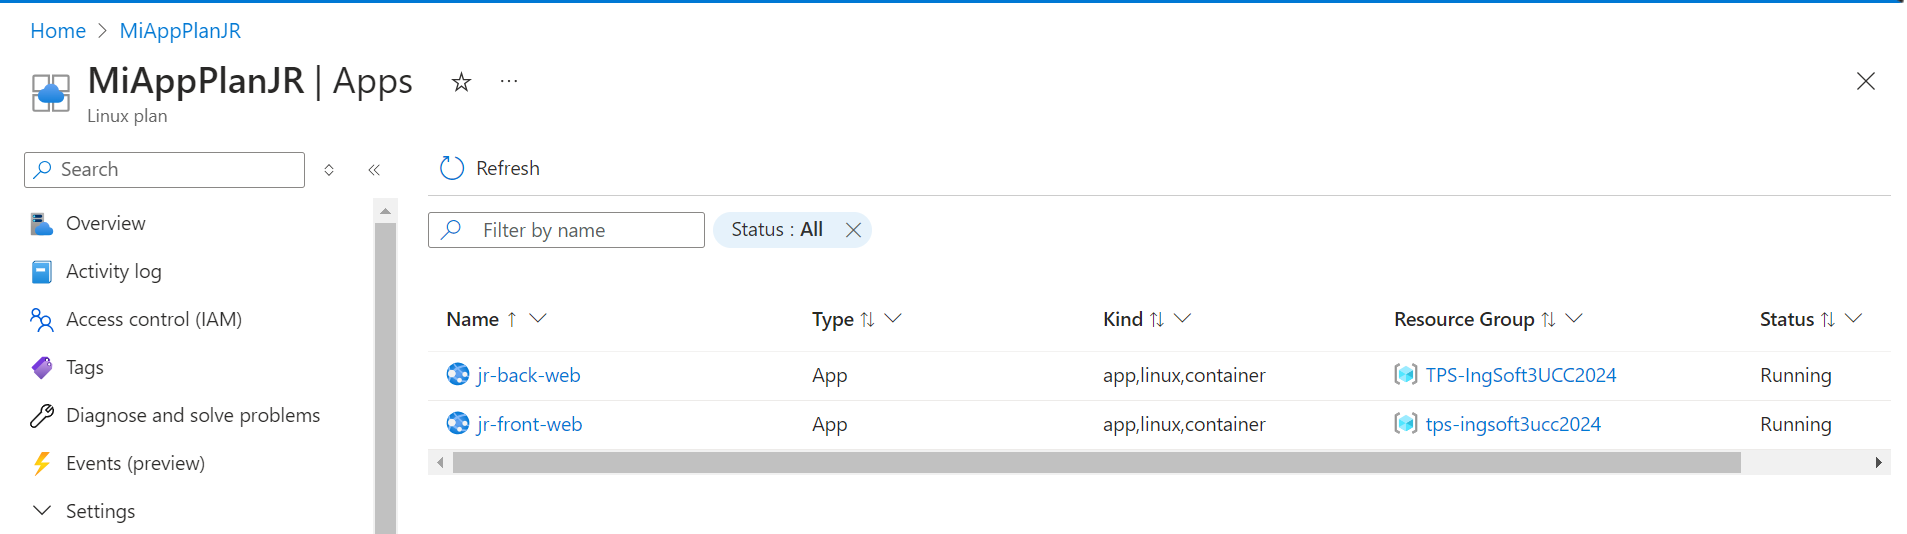 Home > MiAppPlanJR
MiAppPlanJR | Apps ...
Linux plan
Search
Refresh
Overview
Filter by name
Status : All
Activity log
Access control (IAM)
Name Type Kind Resource Group Status
Tags
jr-back-web App app,linux,container TPS-IngSoft3UCC2024 Running
Diagnose and solve problems
jr-front-web App app,linux,container tps-ingsoft3ucc2024 Running
Events (preview)
Settings